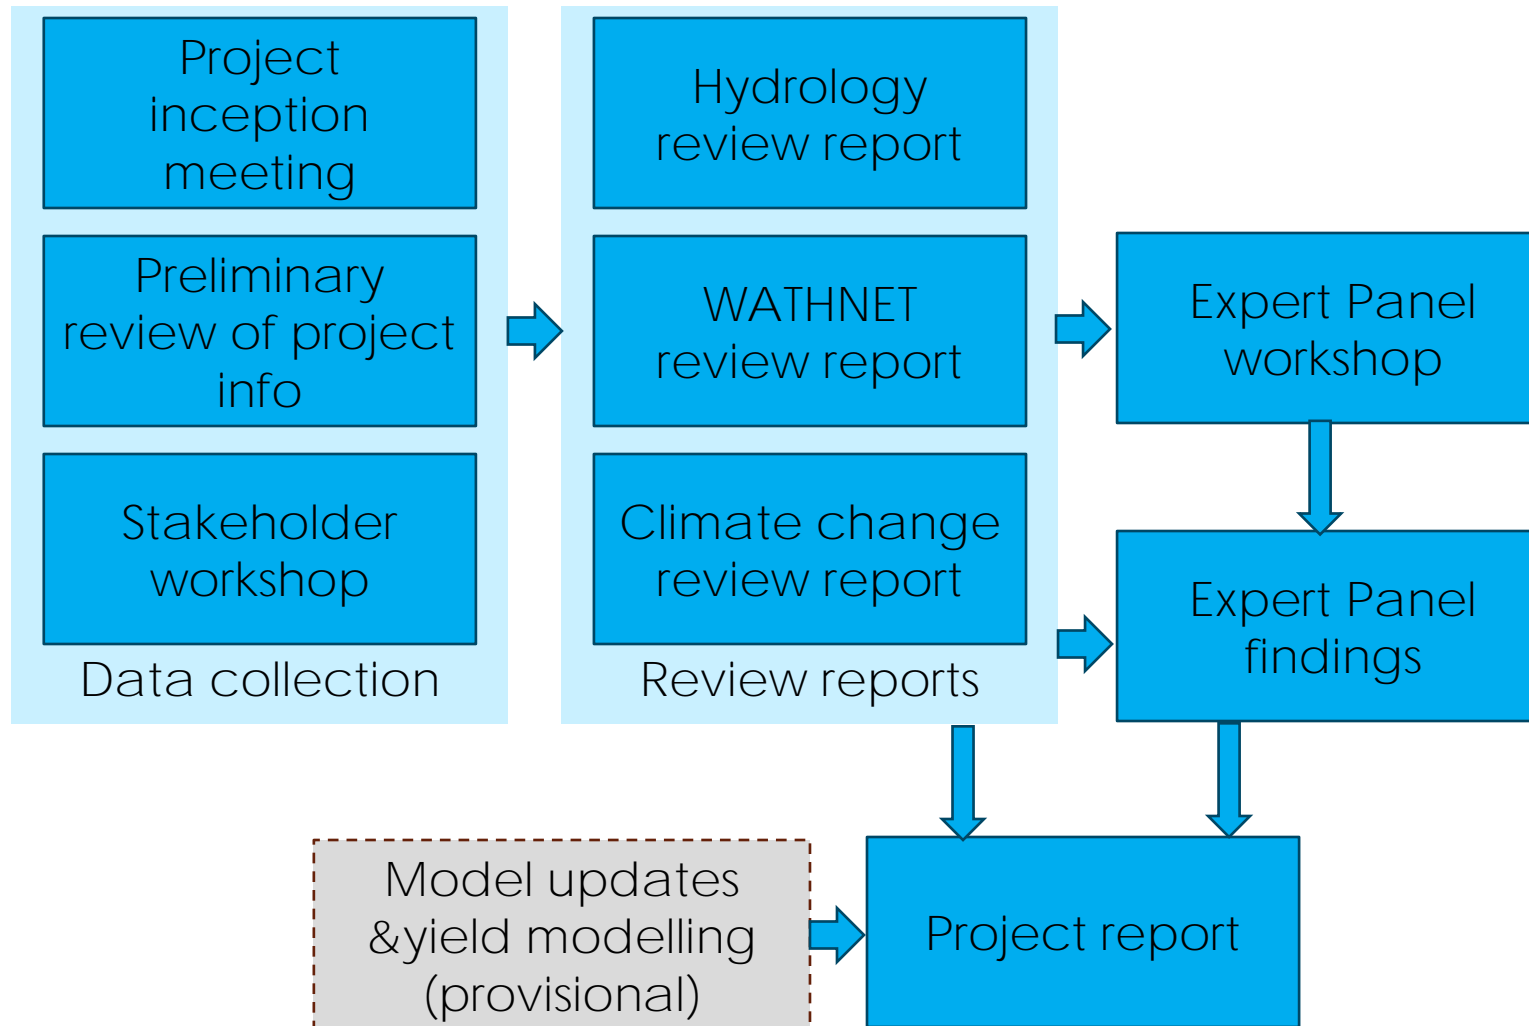 Project
inception
meeting
Preliminary
review of project
info
Stakeholder
workshop
Data collection
Hydrology
review report
WATHNET
review report
Climate change
review report
Review reports
Expert Panel
workshop
Expert Panel
findings
Model updates
&yield modelling
(provisional)
Project report